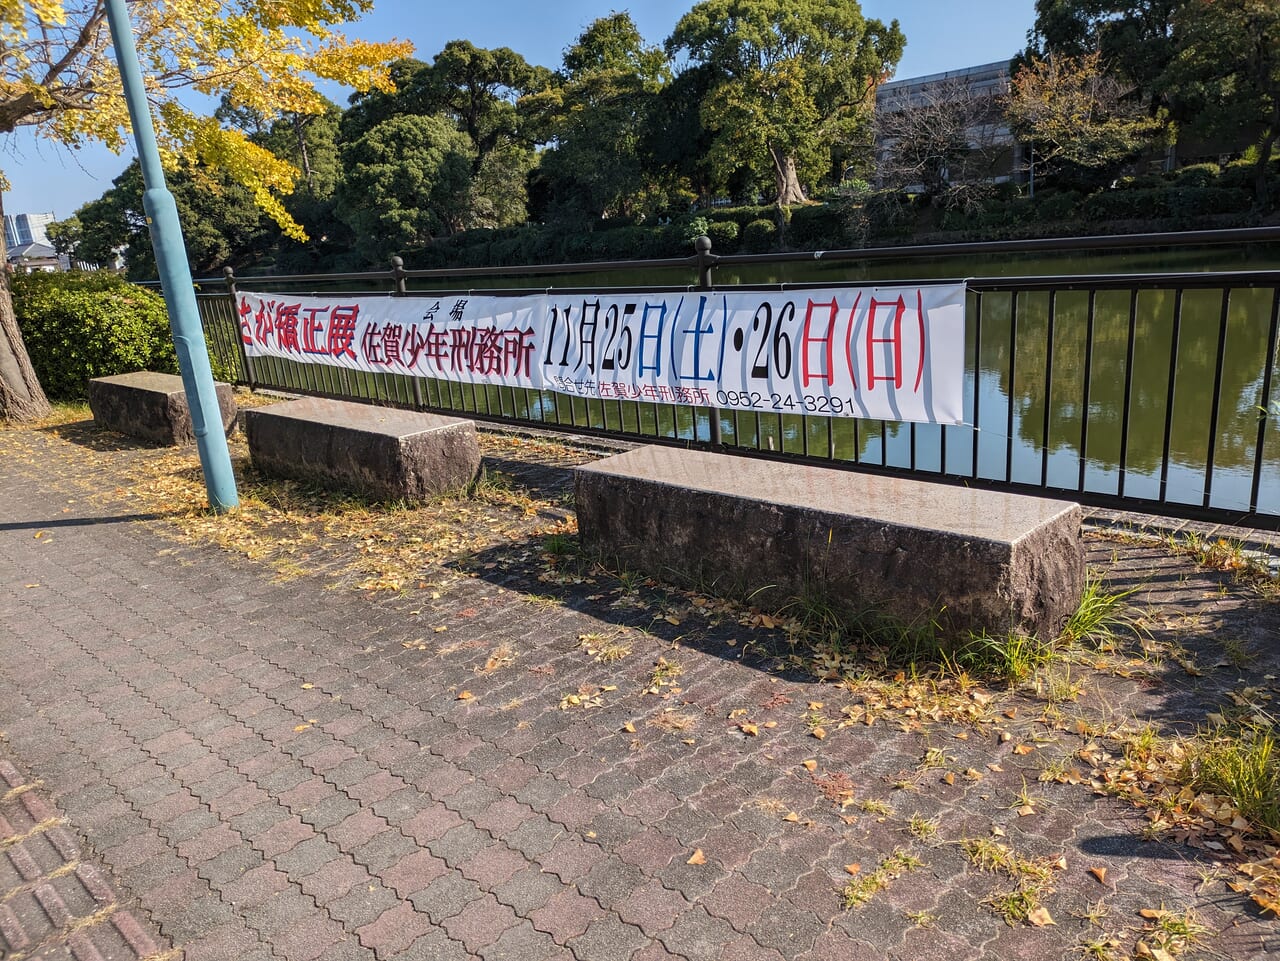 さが矯正展
会場
佐賀少年刑務所
11月25日(土)・26日(日)
問合せ先 佐賀少年刑務所 0952-24-3291